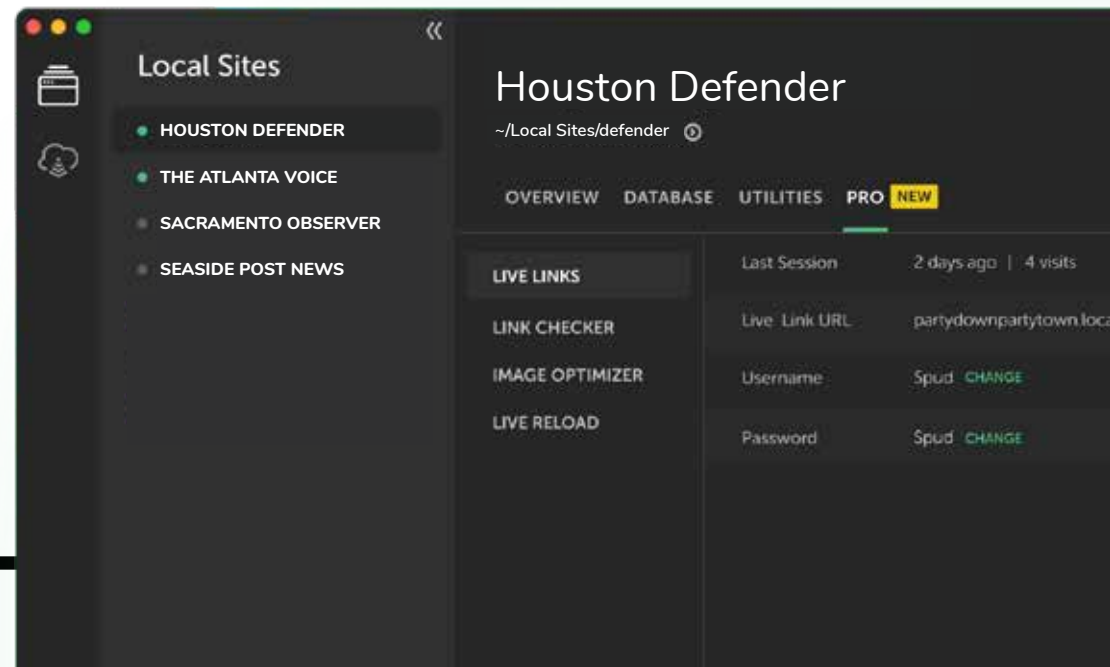 Local Sites
HOUSTON DEFENDER
THE ATLANTA VOICE
SACRAMENTO OBSERVER
SEASIDE POST NEWS
Houston Defender
~/Local Sites/defender
OVERVIEW DATABASE UTILITIES PRO NEW
LIVE LINKS
LINK CHECKER
IMAGE OPTIMIZER
LIVE RELOAD
Last Session 2 days ago | 4 visits
Live Link URL partydownpartytown.loca
Username Spud CHANGE
Password Spud CHANGE